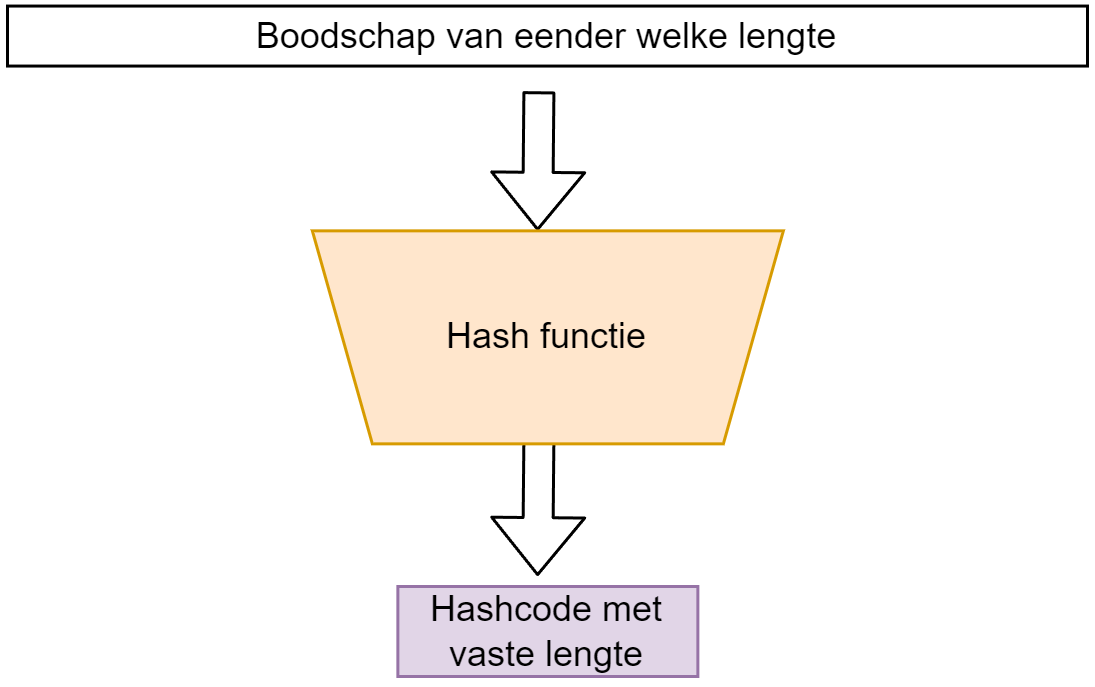 Boodschap van eender welke lengte
Hash functie
Hashcode met
vaste lengte